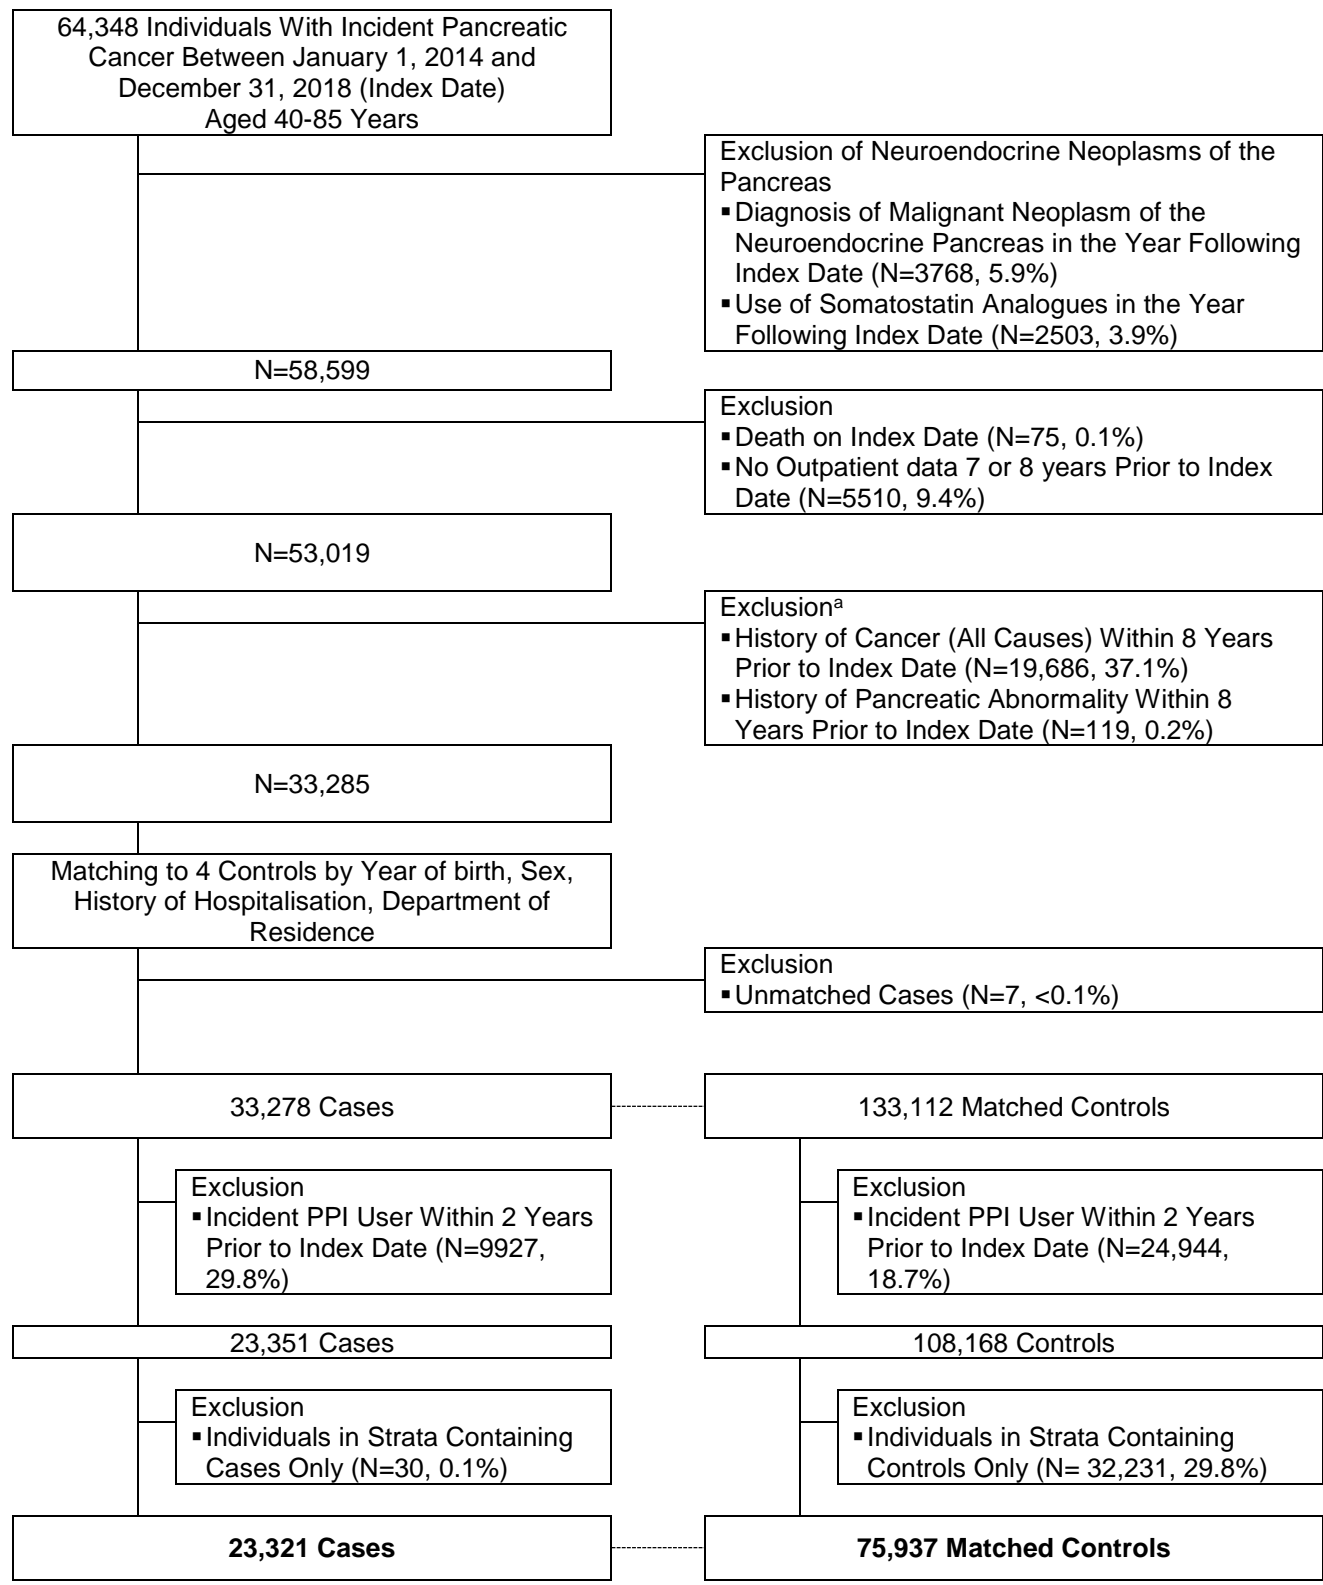 64,348 Individuals With Incident Pancreatic
Cancer Between January 1, 2014 and
December 31, 2018 (Index Date)
Aged 40-85 Years
Exclusion of Neuroendocrine Neoplasms of the
Pancreas
▪Diagnosis of Malignant Neoplasm of the
Neuroendocrine Pancreas in the Year Following
Index Date (N=3768, 5.9%)
▪Use of Somatostatin Analogues in the Year
Following Index Date (N=2503, 3.9%)
N=58,599
Exclusion
▪Death on Index Date (N=75, 0.1%)
▪No Outpatient data 7 or 8 years Prior to Index
Date (N=5510, 9.4%)
N=53,019
Exclusionᵃ
▪History of Cancer (All Causes) Within 8 Years
Prior to Index Date (N=19,686, 37.1%)
▪History of Pancreatic Abnormality Within 8
Years Prior to Index Date (N=119, 0.2%)
N=33,285
Matching to 4 Controls by Year of birth, Sex,
History of Hospitalisation, Department of
Residence
Exclusion
▪Unmatched Cases (N=7, <0.1%)
33,278 Cases
133,112 Matched Controls
Exclusion
▪Incident PPI User Within 2 Years
Prior to Index Date (N=9927,
29.8%)
Exclusion
▪Incident PPI User Within 2 Years
Prior to Index Date (N=24,944,
18.7%)
23,351 Cases
108,168 Controls
Exclusion
▪Individuals in Strata Containing
Cases Only (N=30, 0.1%)
Exclusion
▪Individuals in Strata Containing
Controls Only (N= 32,231, 29.8%)
23,321 Cases
75,937 Matched Controls